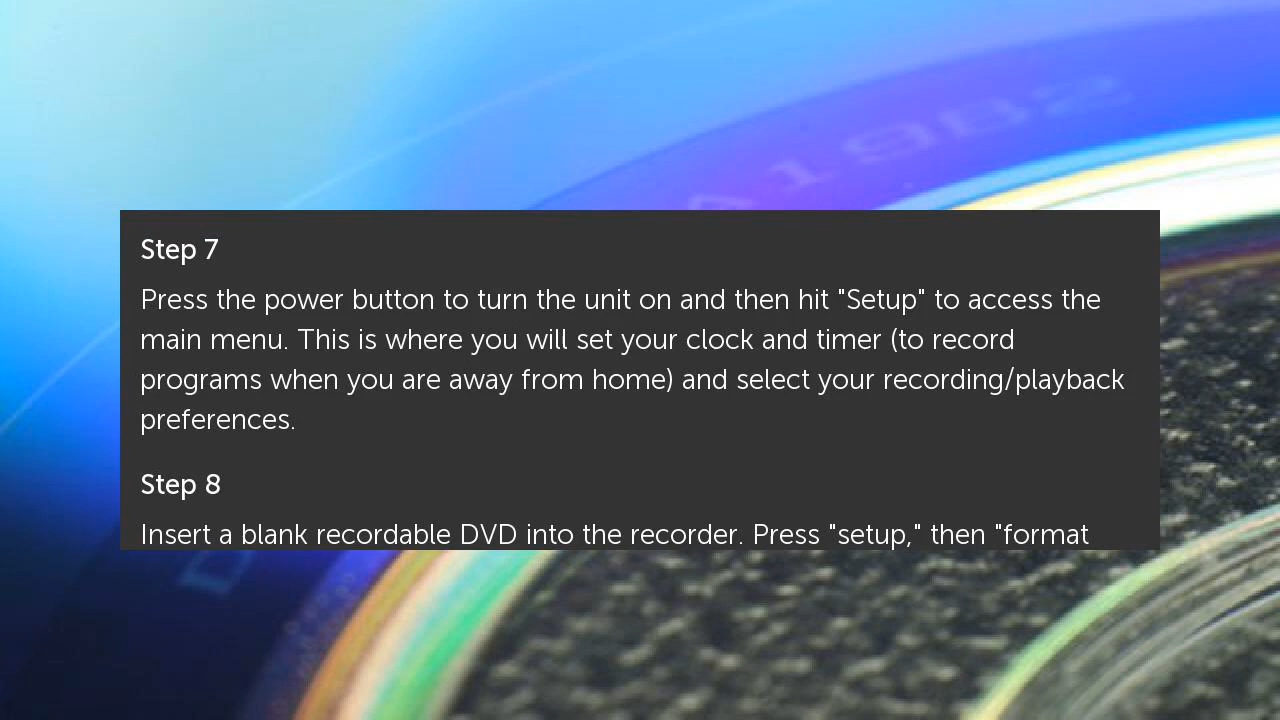 A1982
Step 7
Press the power button to turn the unit on and then hit "Setup" to access the
main menu. This is where you will set your clock and timer (to record
programs when you are away from home) and select your recording/playback
preferences.
Step 8
Insert a blank recordable DVD into the recorder. Press "setup," then "format
D